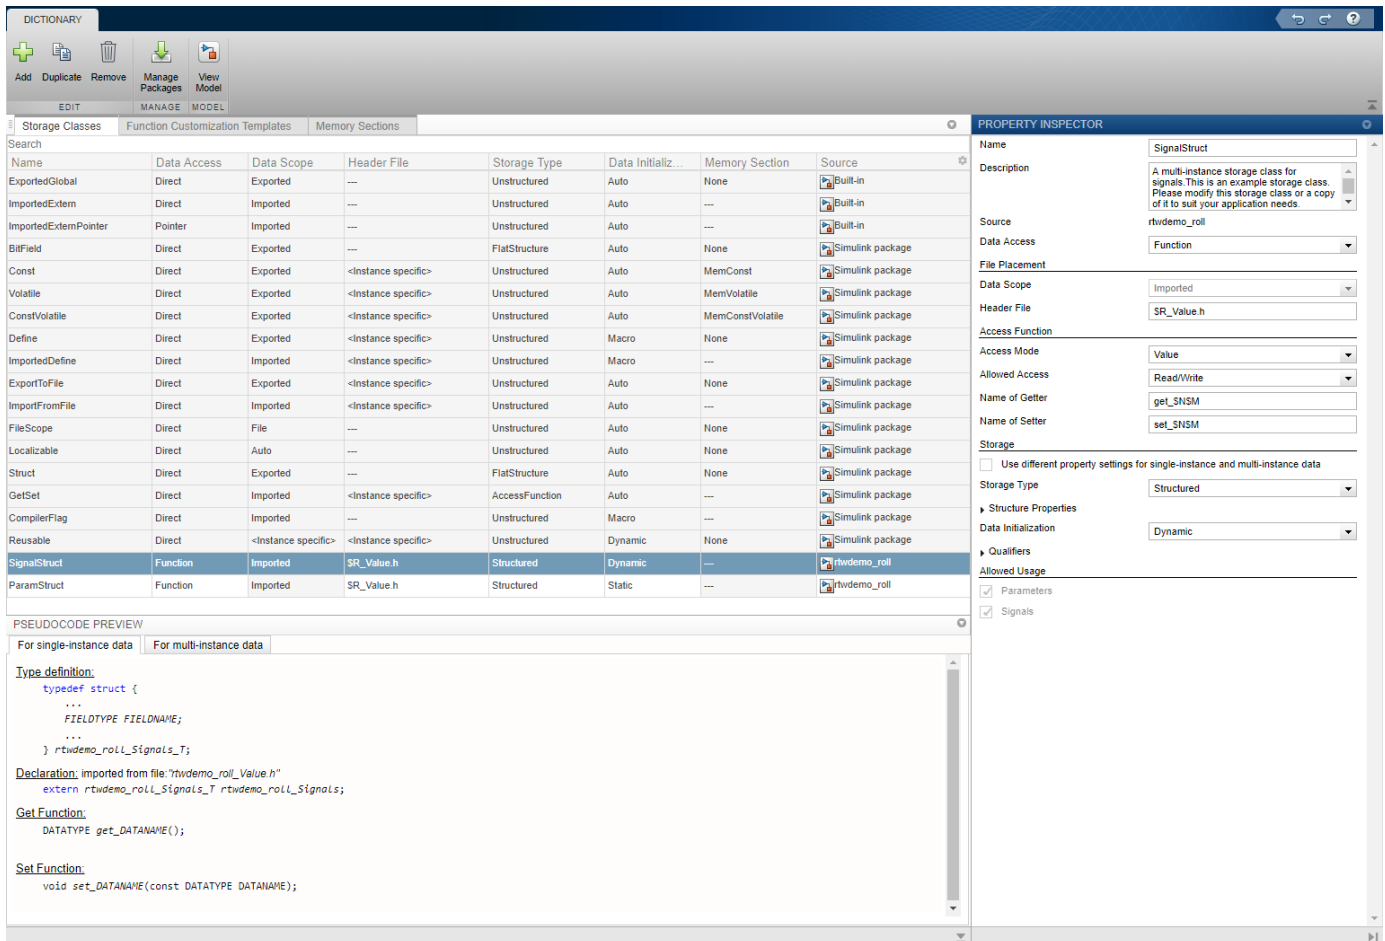 DICTIONARY
Add Duplicate Remove Manage Packages View Model
EDIT MANAGE MODEL
Storage Classes Function Customization Templates Memory Sections
Search
Name Data Access Data Scope Header File Storage Type Data Initializ... Memory Section Source
ExportedGlobal Direct Exported --- Unstructured Auto None Built-in
ImportedExtern Direct Imported --- Unstructured Auto --- Built-in
ImportedExternPointer Pointer Imported --- Unstructured Auto --- Built-in
BitField Direct Exported --- FlatStructure Auto None Simulink package
Const Direct Exported <Instance specific> Unstructured Auto MemConst Simulink package
Volatile Direct Exported <Instance specific> Unstructured Auto MemVolatile Simulink package
ConstVolatile Direct Exported <Instance specific> Unstructured Auto MemConstVolatile Simulink package
Define Direct Exported <Instance specific> Unstructured Macro None Simulink package
ImportedDefine Direct Imported <Instance specific> Unstructured Macro --- Simulink package
ExportToFile Direct Exported <Instance specific> Unstructured Auto None Simulink package
ImportFromFile Direct Imported <Instance specific> Unstructured Auto --- Simulink package
FileScope Direct File --- Unstructured Auto None Simulink package
Localizable Direct Auto --- Unstructured Auto None Simulink package
Struct Direct Exported --- FlatStructure Auto None Simulink package
GetSet Direct Imported <Instance specific> AccessFunction Auto --- Simulink package
CompilerFlag Direct Imported --- Unstructured Macro --- Simulink package
Reusable Direct <Instance specific> <Instance specific> Unstructured Dynamic None Simulink package
SignalStruct Function Imported $R_Value.h Structured Dynamic --- rtwdemo_roll
ParamStruct Function Imported $R_Value.h Structured Static --- rtwdemo_roll
PSEUDOCODE PREVIEW
For single-instance data For multi-instance data
Type definition:
typedef struct {
...
FIELDTYPE FIELDNAME;
...
} rtwdemo_roll_Signals_T;
Declaration: imported from file:"rtwdemo_roll_Value.h"
extern rtwdemo_roll_Signals_T rtwdemo_roll_Signals;
Get Function:
DATATYPE get_DATANAME();
Set Function:
void set_DATANAME(const DATATYPE DATANAME);
PROPERTY INSPECTOR
Name SignalStruct
Description A multi-instance storage class for
signals.This is an example storage class.
Please modify this storage class or a copy
of it to suit your application needs.
Source rtwdemo_roll
Data Access Function
File Placement
Data Scope Imported
Header File $R_Value.h
Access Function
Access Mode Value
Allowed Access Read/Write
Name of Getter get_$N$M
Name of Setter set_$N$M
Storage
Use different property settings for single-instance and multi-instance data
Storage Type Structured
Structure Properties
Data Initialization Dynamic
Qualifiers
Allowed Usage
Parameters
Signals